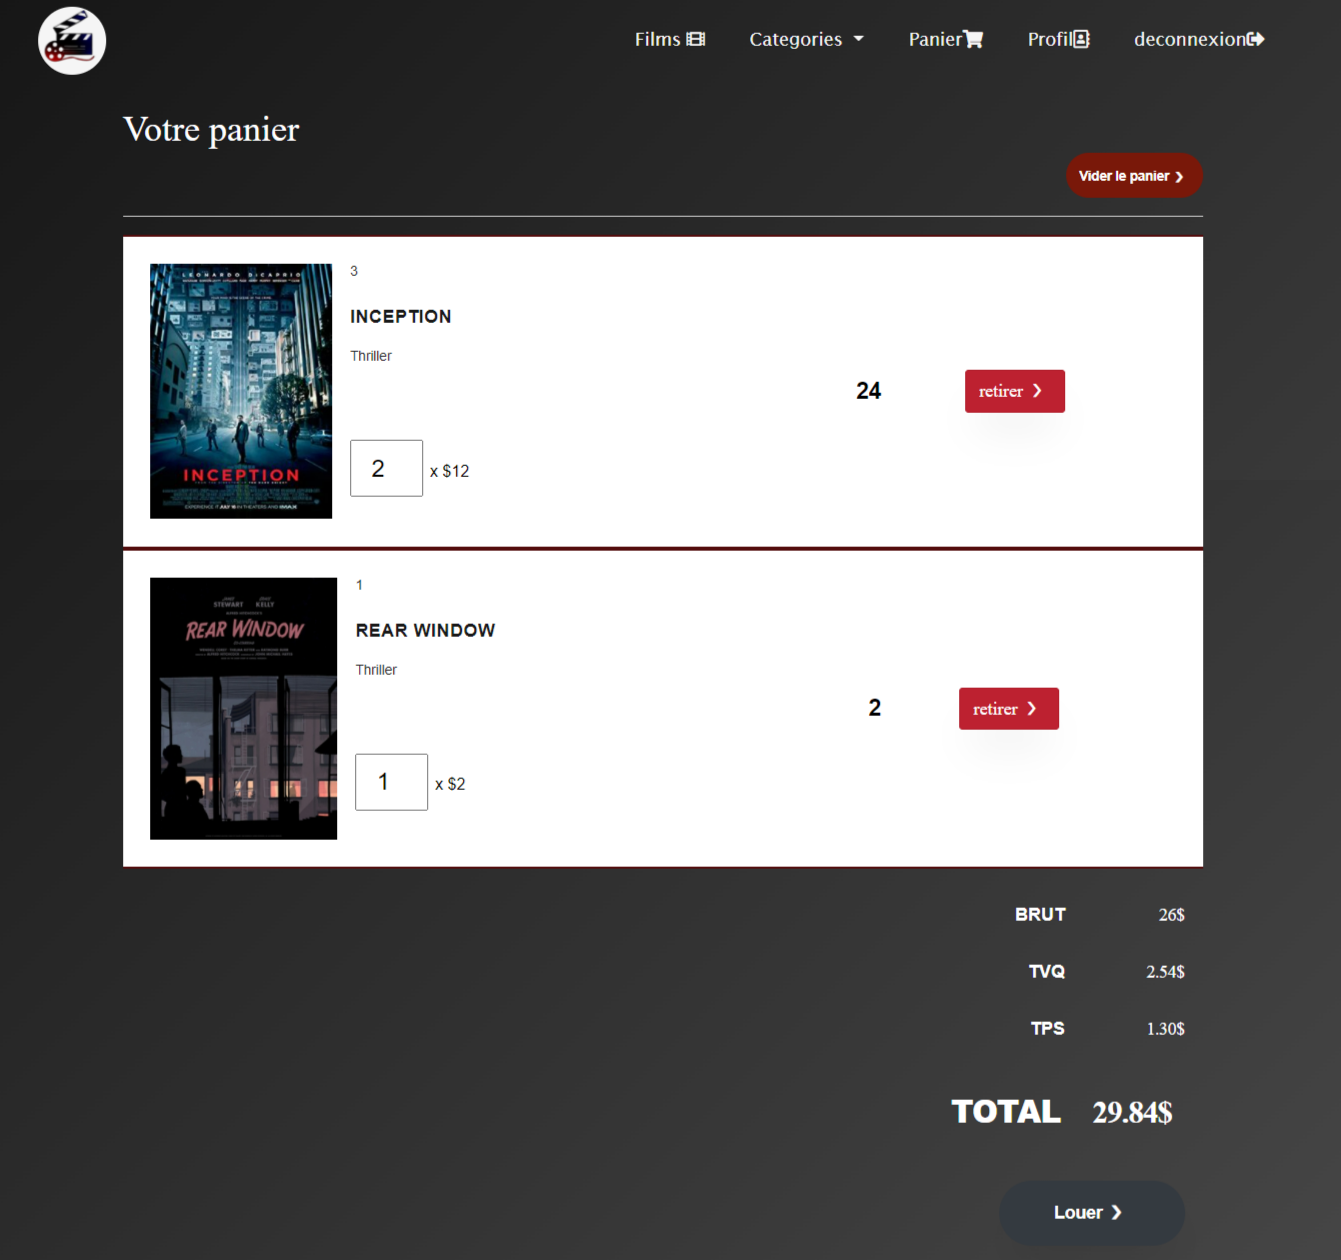 Films
Categories
Panier
Profil
deconnexion
Votre panier
Vider le panier ❯
3
LEONARDO DICAPRIO
INCEPTION
Thriller
24
retirer ❯
2
x $12
INCEPTION
1
STEWART KELLY
REAR WINDOW
REAR WINDOW
Thriller
2
retirer ❯
1
x $2
BRUT 26$
TVQ 2.54$
TPS 1.30$
TOTAL 29.84$
Louer ❯